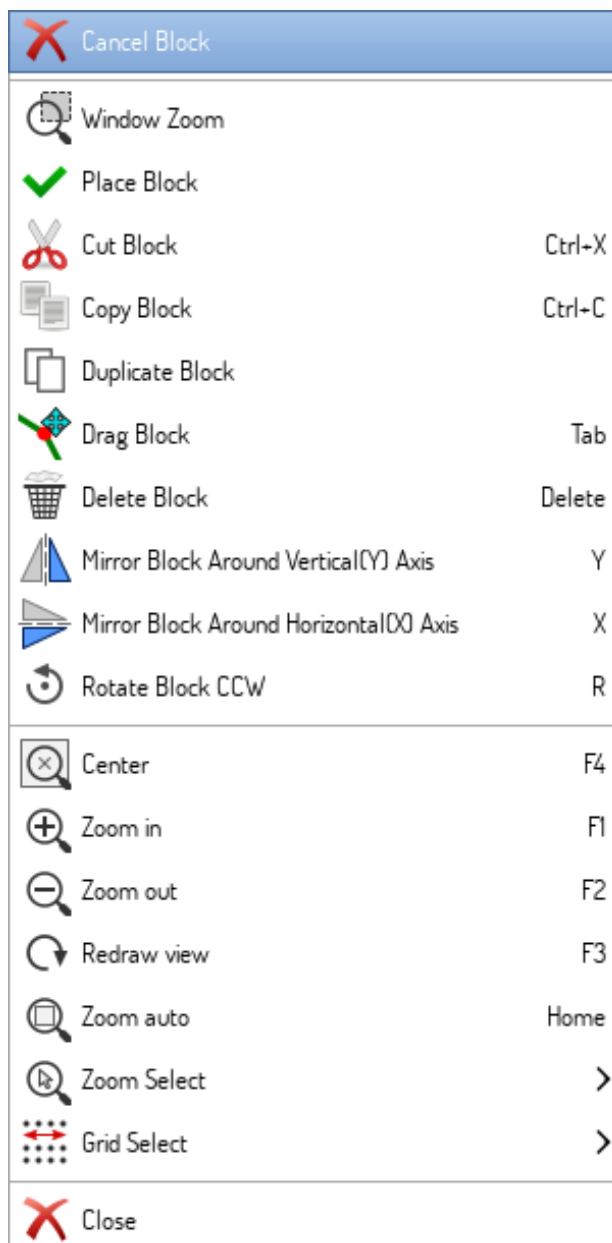 Cancel Block
Window Zoom
Place Block
Cut Block Ctrl+X
Copy Block Ctrl+C
Duplicate Block
Drag Block Tab
Delete Block Delete
Mirror Block Around Vertical(Y) Axis Y
Mirror Block Around Horizontal(X) Axis X
Rotate Block CCW R
Center F4
Zoom in F1
Zoom out F2
Redraw view F3
Zoom auto Home
Zoom Select
Grid Select
Close